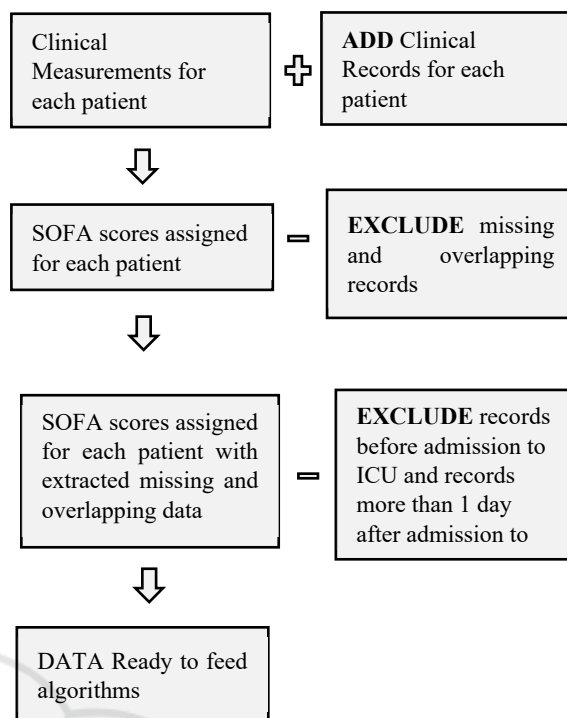 Clinical
Measurements for
each patient
ADD Clinical
Records for each
patient
SOFA scores assigned
for each patient
EXCLUDE missing
and overlapping
records
SOFA scores assigned
for each patient with
extracted missing and
overlapping data
EXCLUDE records
before admission to
ICU and records
more than 1 day
after admission to
DATA Ready to feed
algorithms